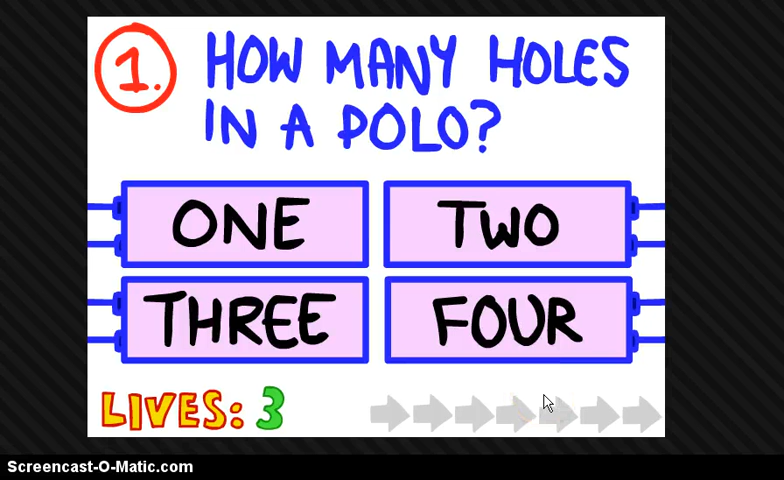 1. HOW MANY HOLES
IN A POLO?
ONE TWO
THREE FOUR
LIVES: 3
Screencast-O-Matic.com